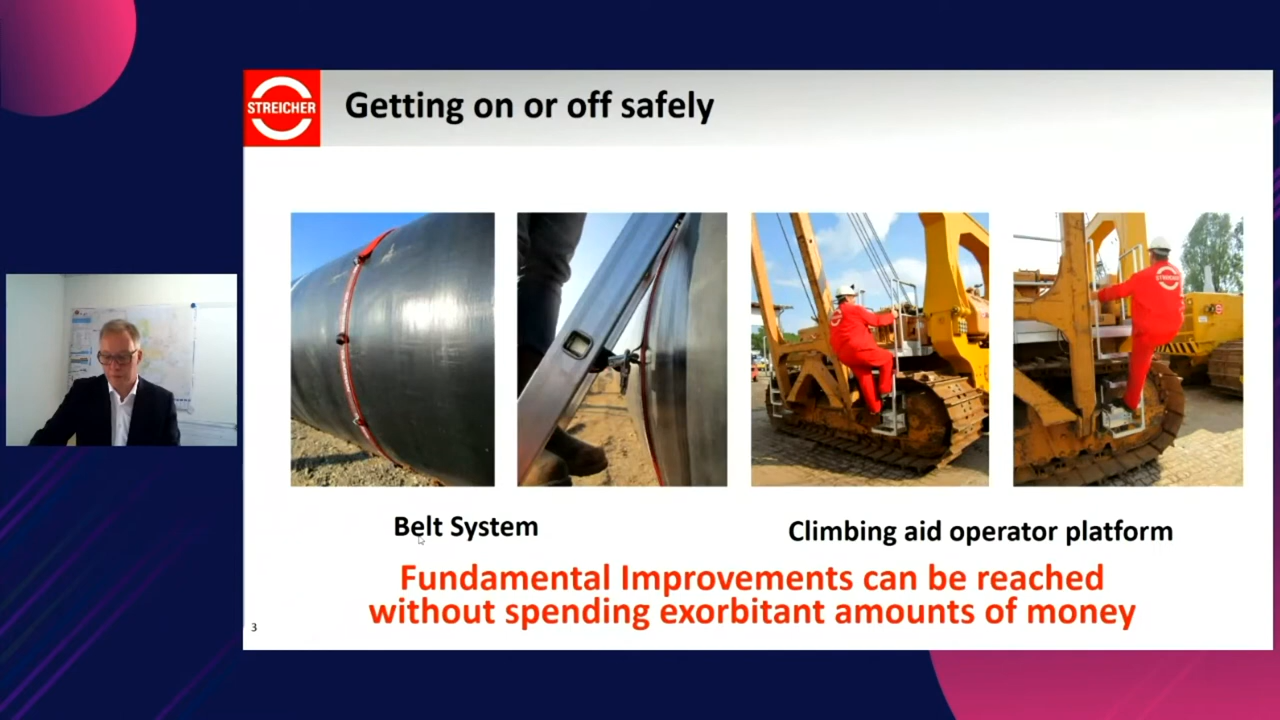 STREICHER
Getting on or off safely
STREICHER
Belt System
Climbing aid operator platform
Fundamental Improvements can be reached
without spending exorbitant amounts of money
3